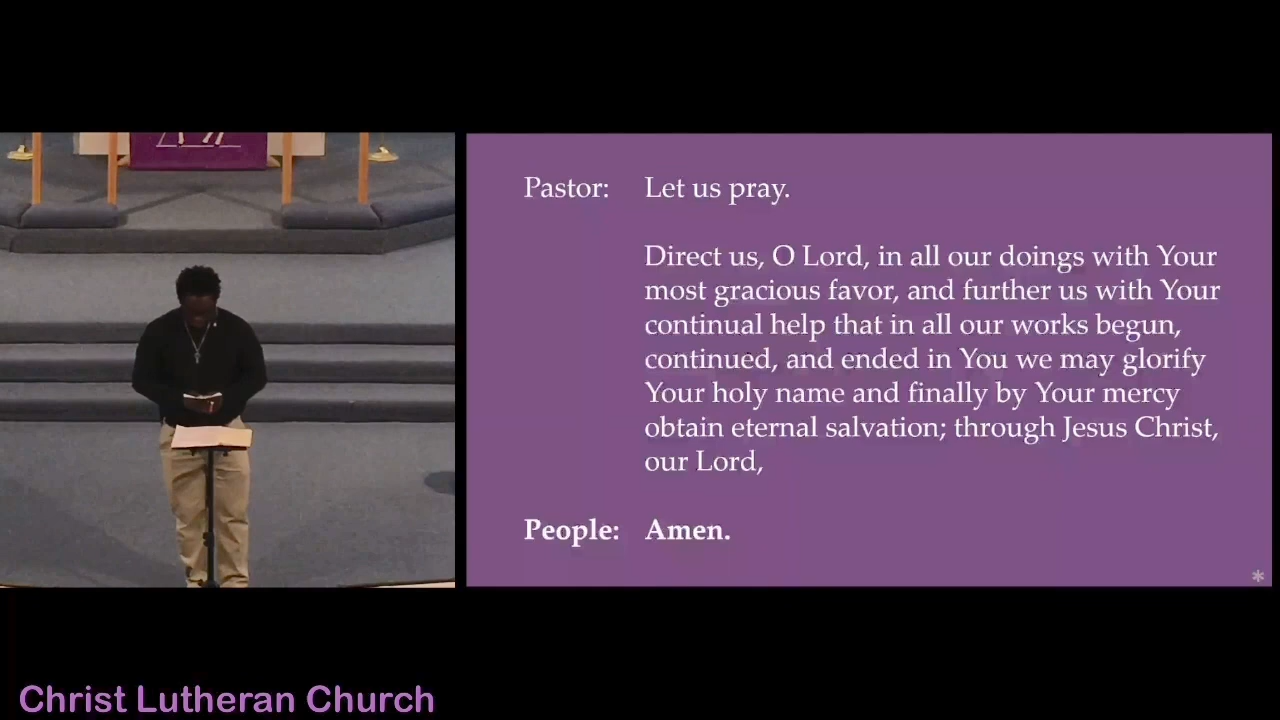 Pastor: Let us pray.
Direct us, O Lord, in all our doings with Your
most gracious favor, and further us with Your
continual help that in all our works begun,
continued, and ended in You we may glorify
Your holy name and finally by Your mercy
obtain eternal salvation; through Jesus Christ,
our Lord,
People: Amen.
*
Christ Lutheran Church